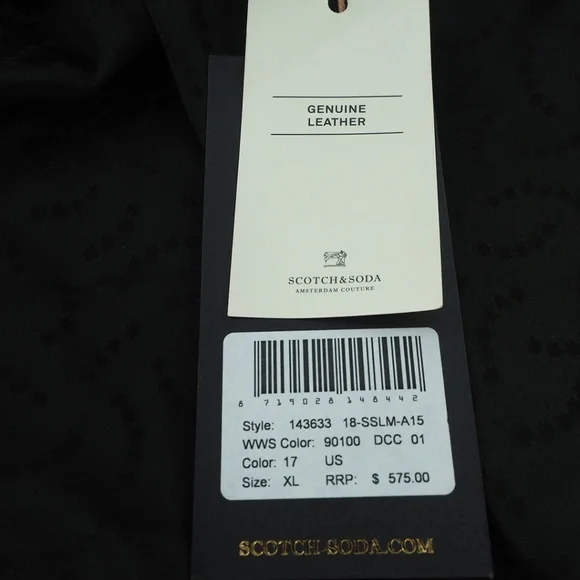 GENUINE
LEATHER
SCOTCH&SODA
AMSTERDAM COUTURE
8 719028 148442
Style: 143633 18-SSLM-A15
WWS Color: 90100 DCC 01
Color: 17 US
Size: XL RRP: $ 575.00
SCOTCH-SODA.COM